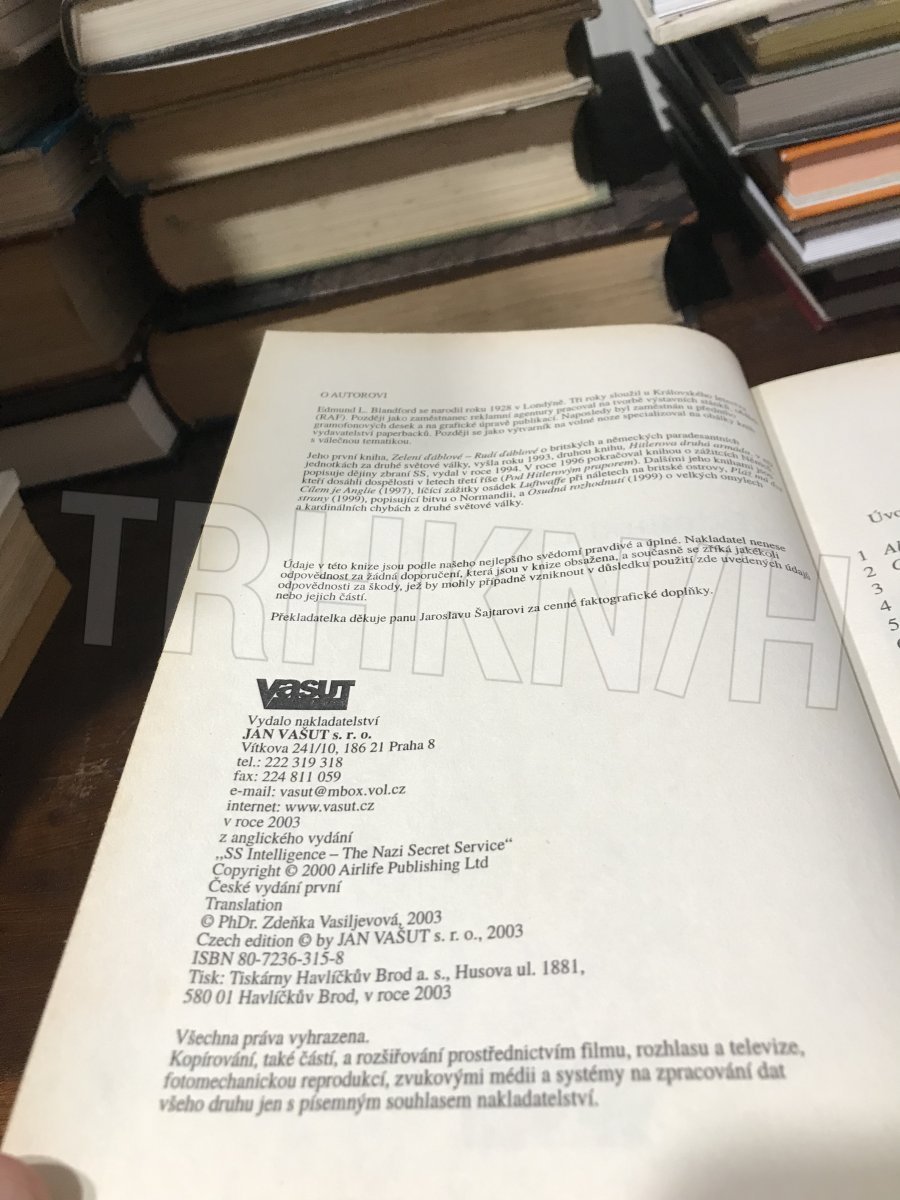 O AUTOROVI
Edmund L. Blandford se narodil roku 1928 v Londýně. Tři roky sloužil u Královského
(RAF). Později jako zaměstnanec reklamní agentury pracoval na tvorbě výstavních stánků,
gramofonových desek a na grafické úpravě publikací. Naposledy byl zaměstnán u předního
vydavatelství paperbacků. Později se jako výtvarník na volné noze specializoval na obálky knih
s válečnou tematikou.
Jeho první kniha, Zelení ďáblové – Rudí ďáblové o britských a německých paradesantních
jednotkách za druhé světové války, vyšla roku 1993, druhou knihu, Hitlerova druhá armáda,
popisuje dějiny zbraní SS, vydal v roce 1994. V roce 1996 pokračoval knihou o zážitcích
kteří dosáhli dospělosti v letech třetí říše (Pod Hitlerovým praporem). Dalšími jeho knihami jsou
Cílem je Anglie (1997), líčící zážitky osádek Luftwaffe při náletech na britské ostrovy, Pláž má dvě
strany (1999), popisující bitvu o Normandii, a Osudná rozhodnutí (1999) o velkých omylech
a kardinálních chybách z druhé světové války.
Údaje v této knize jsou podle našeho nejlepšího svědomí pravdivé a úplné. Nakladatel nenese
odpovědnost za žádná doporučení, která jsou v knize obsažena, a současně se zříká jakékoli
odpovědnosti za škody, jež by mohly případně vzniknout v důsledku použití zde uvedených údajů
nebo jejich částí.
Překladatelka děkuje panu Jaroslavu Šajtarovi za cenné faktografické doplňky.
TRHKNIH
vašut
Vydalo nakladatelství
JAN VAŠUT s. r. o.
Vítkova 241/10, 186 21 Praha 8
tel.: 222 319 318
fax: 224 811 059
e-mail: vasut@mbox.vol.cz
internet: www.vasut.cz
v roce 2003
z anglického vydání
„SS Intelligence – The Nazi Secret Service“
Copyright © 2000 Airlife Publishing Ltd
České vydání první
Translation
© PhDr. Zdeňka Vasiljevová, 2003
Czech edition © by JAN VAŠUT s. r. o., 2003
ISBN 80-7236-315-8
Tisk: Tiskárny Havlíčkův Brod a. s., Husova ul. 1881,
580 01 Havlíčkův Brod, v roce 2003
Všechna práva vyhrazena.
Kopírování, také částí, a rozšiřování prostřednictvím filmu, rozhlasu a televize,
fotomechanickou reprodukcí, zvukovými médii a systémy na zpracování dat
všeho druhu jen s písemným souhlasem nakladatelství.
1
2
3
4
5